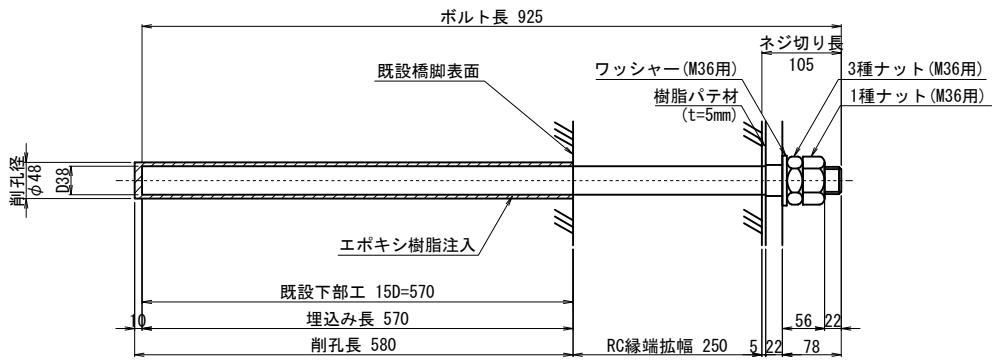 ボルト長 925
ネジ切り長
105
既設橋脚表面
ワッシャー(M36用)
3種ナット(M36用)
樹脂パテ材
(t=5mm)
1種ナット(M36用)
削孔径
φ48
D38
エポキシ樹脂注入
既設下部工 15D=570
10
埋込み長 570
56
22
削孔長 580
RC縁端拡幅 250
5
22
78